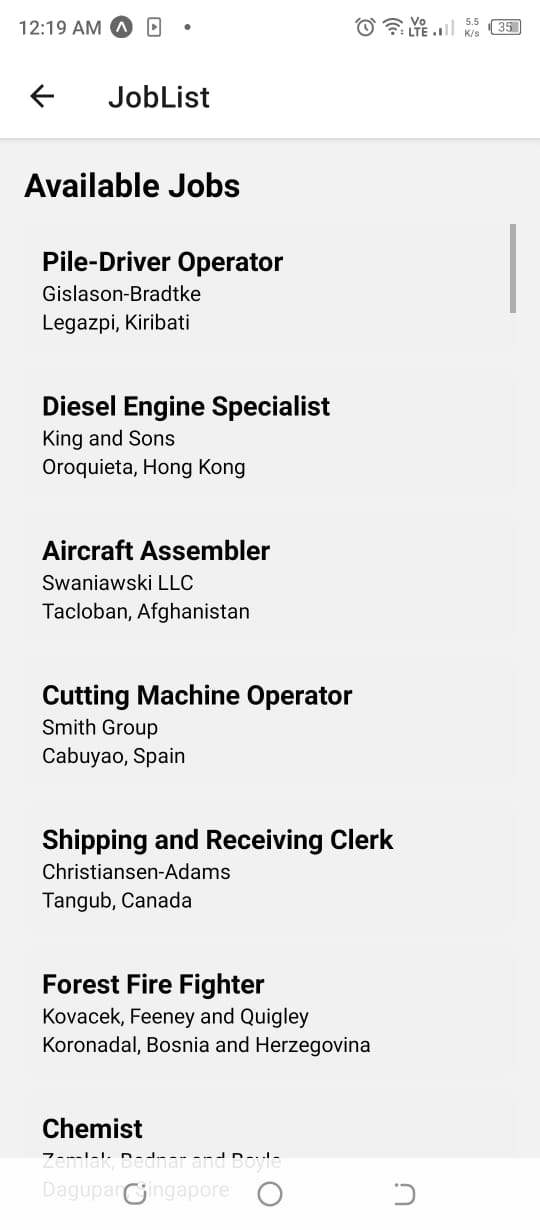 12:19 AM
Vo
LTE
5.5
K/s
35
JobList
Available Jobs
Pile-Driver Operator
Gislason-Bradtke
Legazpi, Kiribati
Diesel Engine Specialist
King and Sons
Oroquieta, Hong Kong
Aircraft Assembler
Swaniawski LLC
Tacloban, Afghanistan
Cutting Machine Operator
Smith Group
Cabuyao, Spain
Shipping and Receiving Clerk
Christiansen-Adams
Tangub, Canada
Forest Fire Fighter
Kovacek, Feeney and Quigley
Koronadal, Bosnia and Herzegovina
Chemist
Zemlak, Bednar and Boyle
Dagupan, Singapore